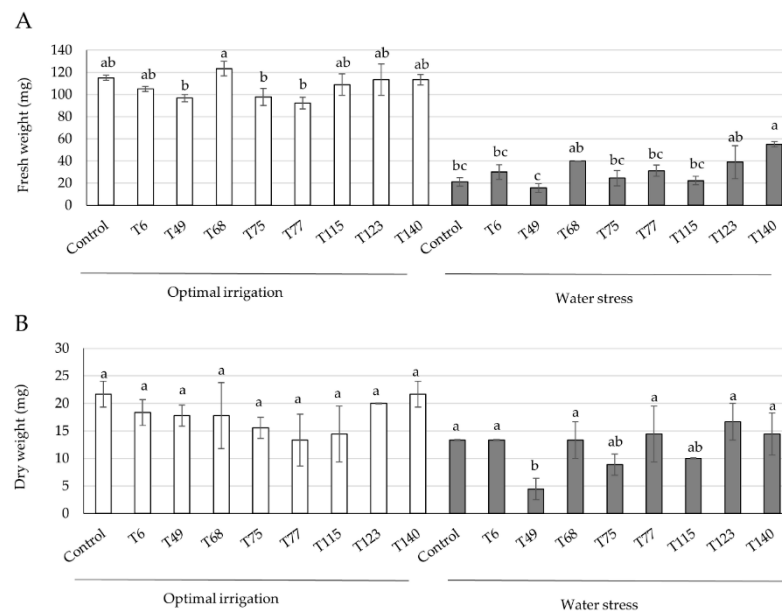 A
Fresh weight (mg)
140
120
100
80
60
40
20
0
ab ab b a b b ab ab ab bc bc c ab bc bc bc ab a
Control T6 T49 T68 T75 T77 T115 T123 T140 Control T6 T49 T68 T75 T77 T115 T123 T140
Optimal irrigation Water stress
B
Dry weight (mg)
30
25
20
15
10
5
0
a a a a a a a a a a a b a ab a ab a a
Control T6 T49 T68 T75 T77 T115 T123 T140 Control T6 T49 T68 T75 T77 T115 T123 T140
Optimal irrigation Water stress